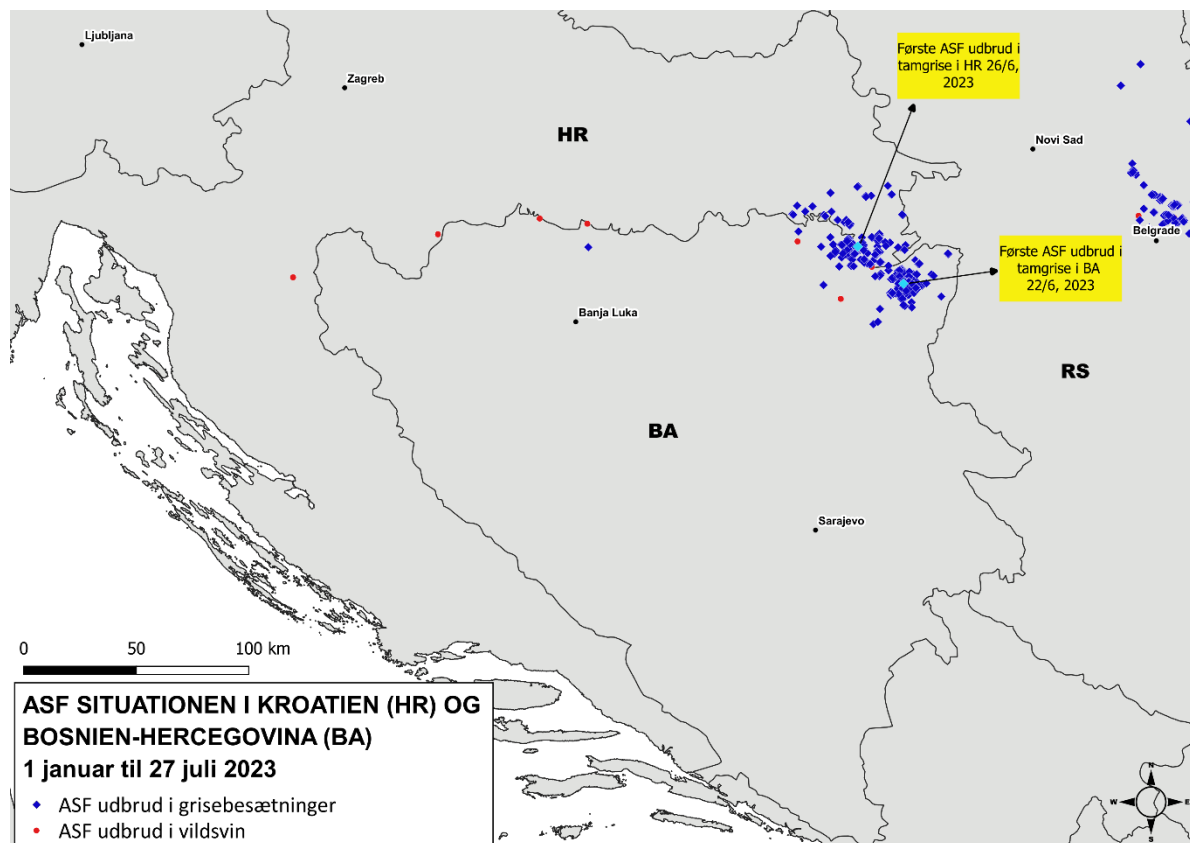 Ljubljana
Zagreb
HR
Første ASF udbrud i
tamgrise i HR 26/6,
2023
Novi Sad
Belgrade
Første ASF udbrud i
tamgrise i BA
22/6, 2023
Banja Luka
RS
BA
Sarajevo
0 50 100 km
ASF SITUATIONEN I KROATIEN (HR) OG
BOSNIEN-HERCEGOVINA (BA)
1 januar til 27 juli 2023
ASF udbrud i grisebesætninger
ASF udbrud i vildsvin
N
W E
S